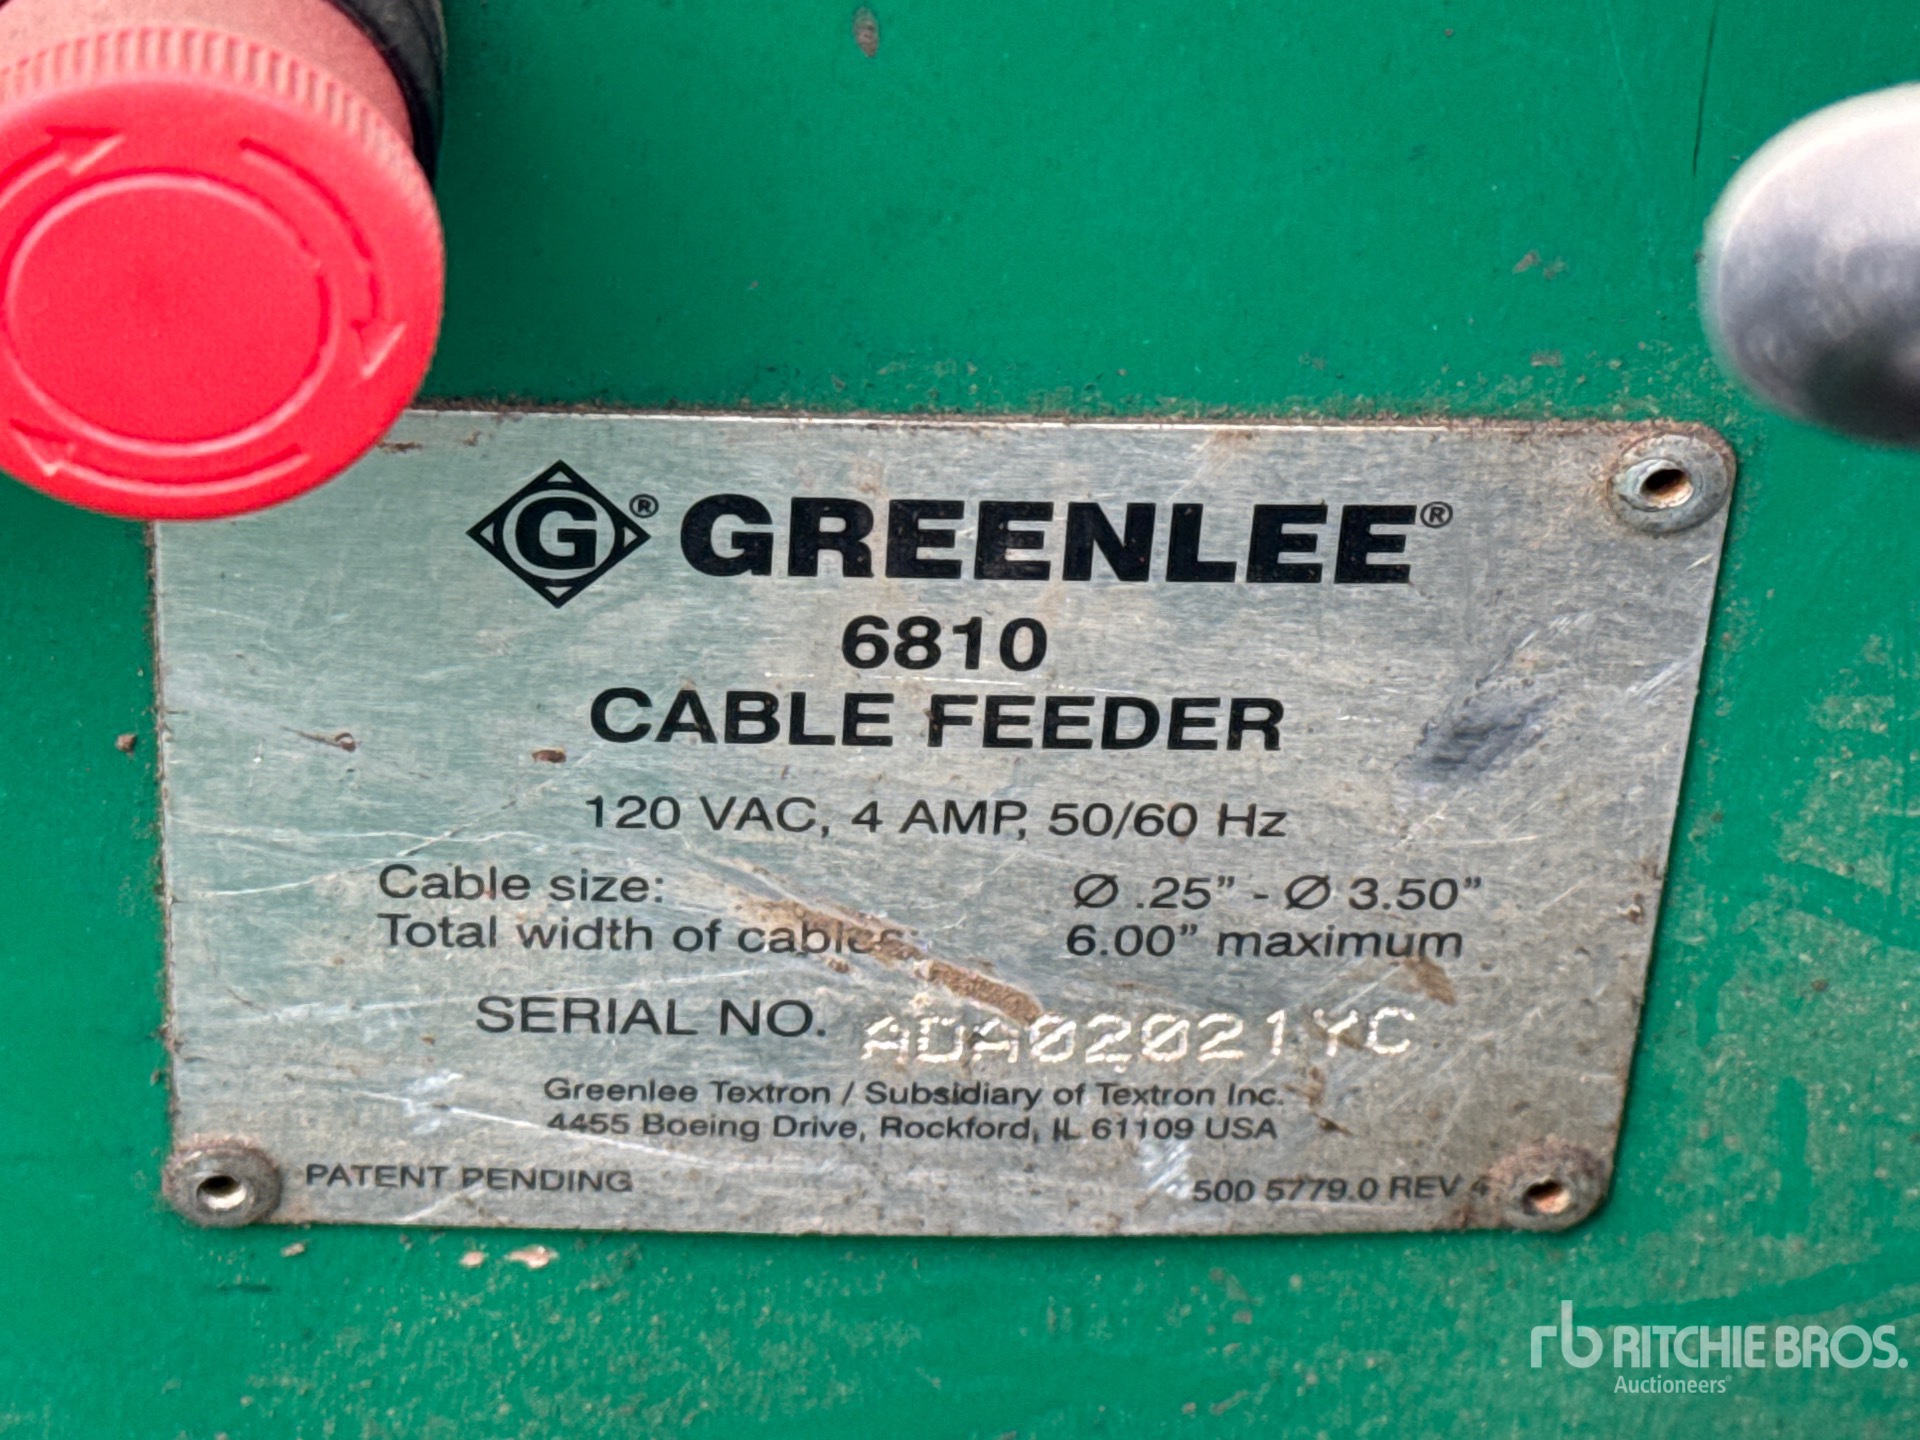 G® GREENLEE®
6810
CABLE FEEDER
120 VAC, 4 AMP, 50/60 Hz
Cable size: Ø .25" - Ø 3.50"
Total width of cables: 6.00" maximum
SERIAL NO. ADA02021YC
Greenlee Textron / Subsidiary of Textron Inc.
4455 Boeing Drive, Rockford, IL 61109 USA
PATENT PENDING 500 5779.0 REV 4
rb RITCHIE BROS.
Auctioneers